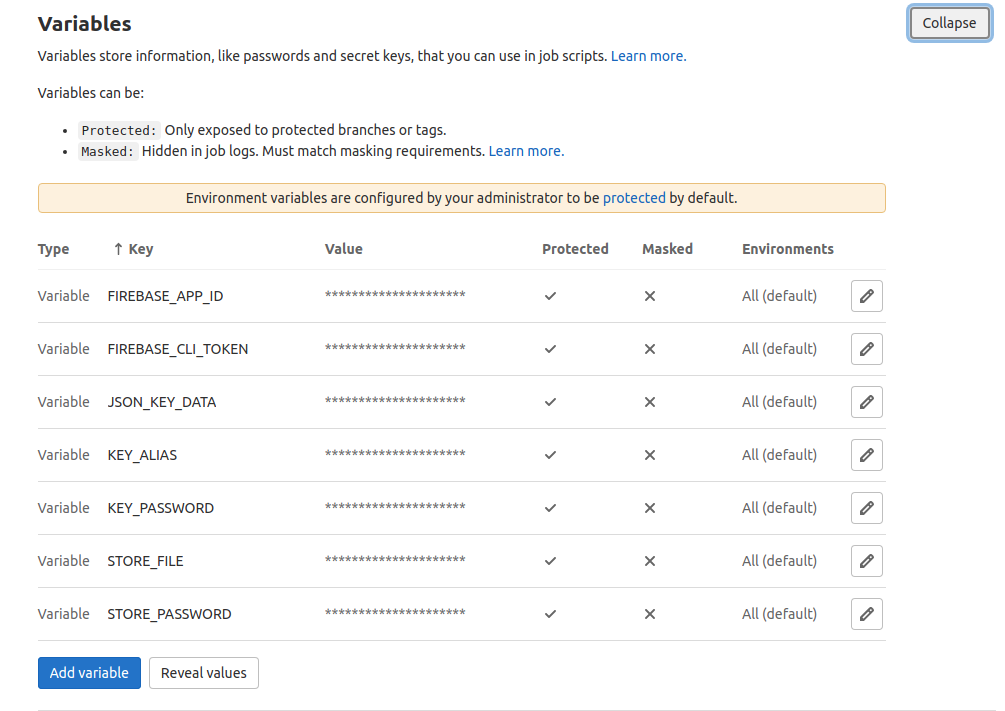 Variables
Collapse
Variables store information, like passwords and secret keys, that you can use in job scripts. Learn more.
Variables can be:
• Protected: Only exposed to protected branches or tags.
• Masked: Hidden in job logs. Must match masking requirements. Learn more.
Environment variables are configured by your administrator to be protected by default.
Type ↑ Key Value Protected Masked Environments
Variable FIREBASE_APP_ID ********************* ✓ ✕ All (default)
Variable FIREBASE_CLI_TOKEN ********************* ✓ ✕ All (default)
Variable JSON_KEY_DATA ********************* ✓ ✕ All (default)
Variable KEY_ALIAS ********************* ✓ ✕ All (default)
Variable KEY_PASSWORD ********************* ✓ ✕ All (default)
Variable STORE_FILE ********************* ✓ ✕ All (default)
Variable STORE_PASSWORD ********************* ✓ ✕ All (default)
Add variable Reveal values